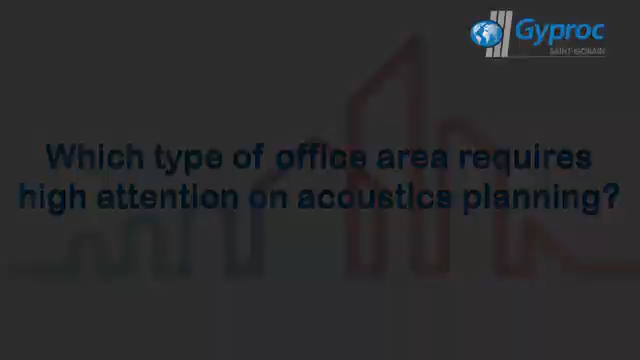 Gyproc
SAINT-GOBAIN
Which type of office area requires
high attention on acoustics planning?